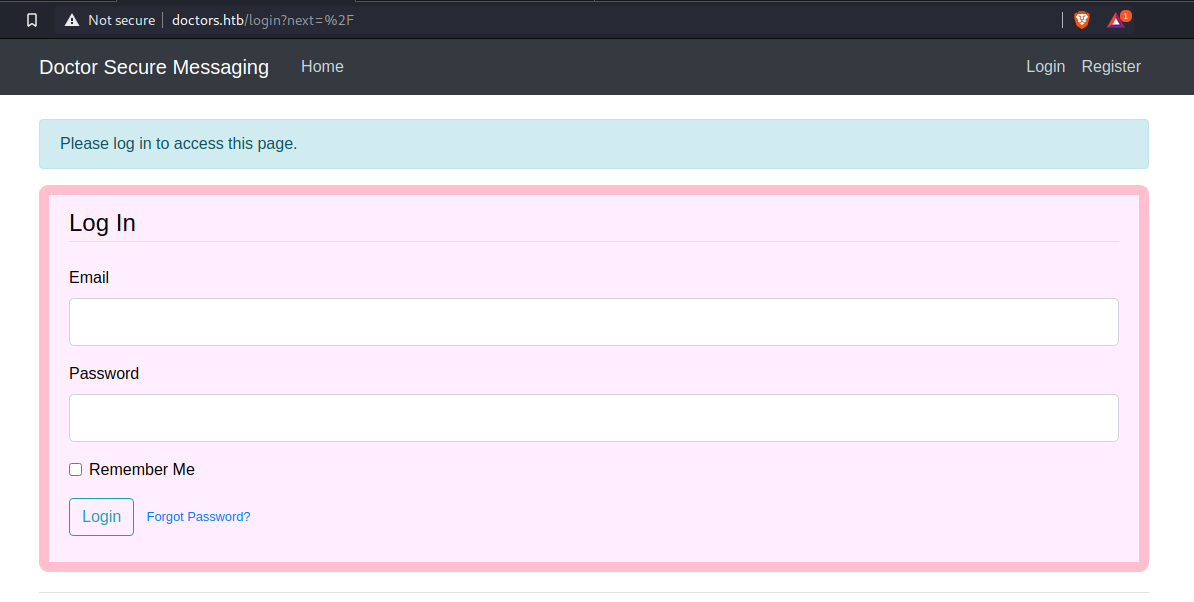 Not secure doctors.htb/login?next=%2F 1
Doctor Secure Messaging Home Login Register
Please log in to access this page.
Log In
Email
Password
Remember Me
Login Forgot Password?